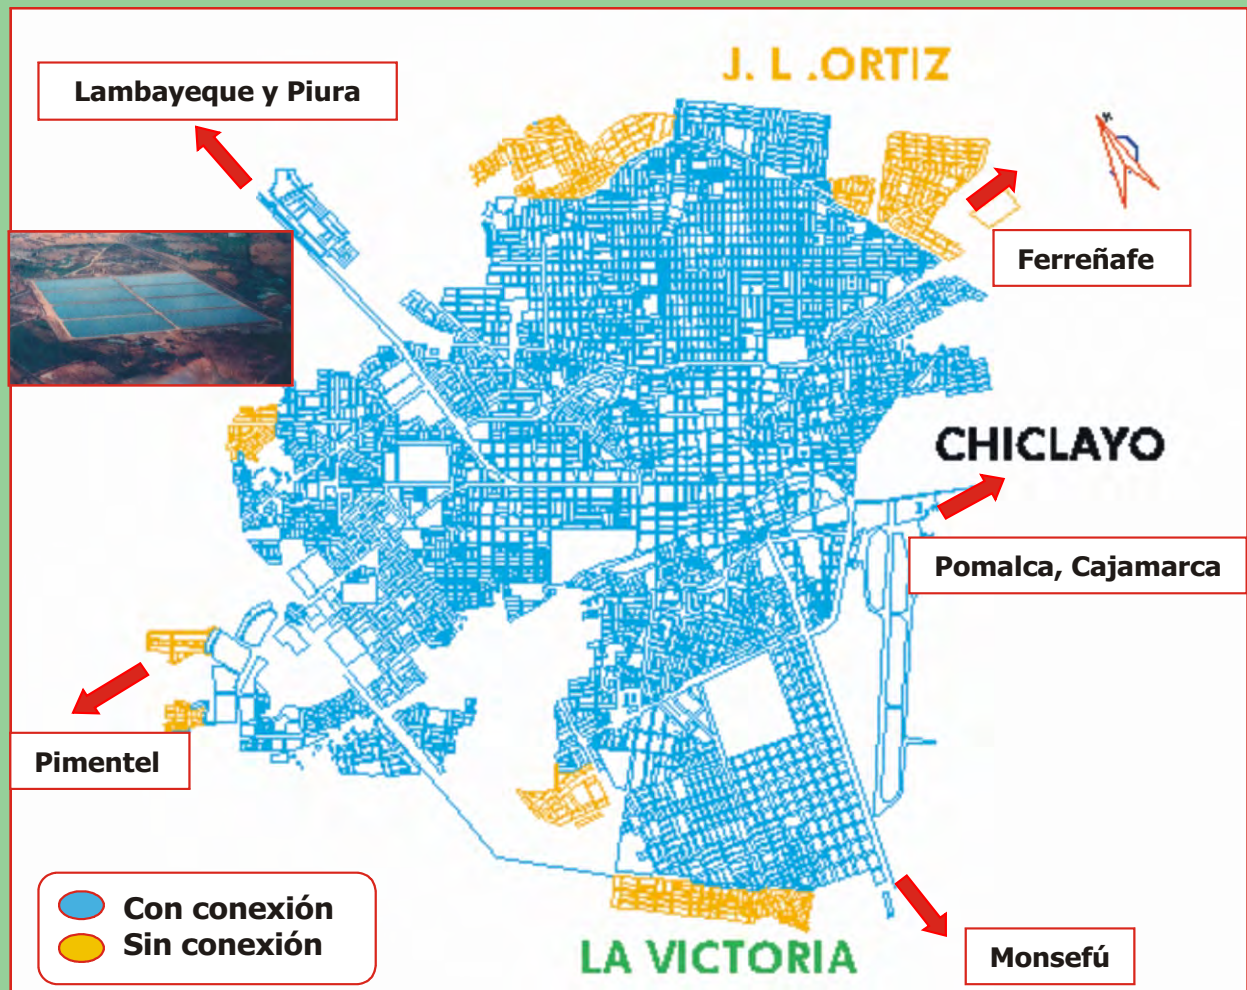 J. L .ORTIZ
Lambayeque y Piura
Ferreñafe
CHICLAYO
Pomalca, Cajamarca
Pimentel
Con conexión
Sin conexión
LA VICTORIA
Monsefú